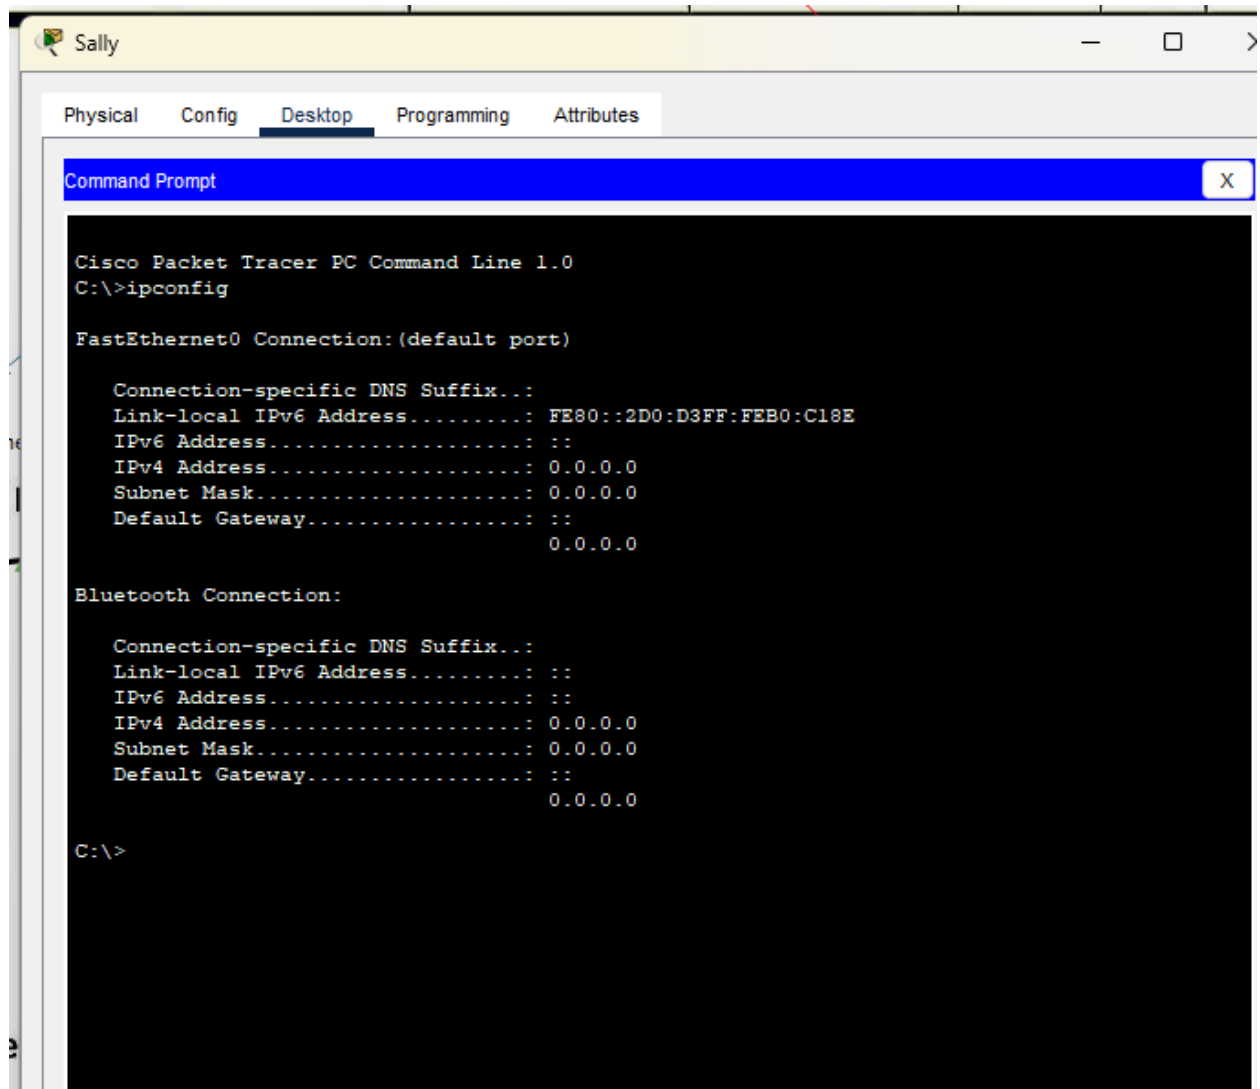 Sally
Physical Config Desktop Programming Attributes
Command Prompt
X
Cisco Packet Tracer PC Command Line 1.0
C:\>ipconfig
FastEthernet0 Connection:(default port)
Connection-specific DNS Suffix..:
Link-local IPv6 Address.........: FE80::2D0:D3FF:FEB0:C18E
IPv6 Address....................: ::
IPv4 Address....................: 0.0.0.0
Subnet Mask.....................: 0.0.0.0
Default Gateway.................: ::
0.0.0.0
Bluetooth Connection:
Connection-specific DNS Suffix..:
Link-local IPv6 Address.........: ::
IPv6 Address....................: ::
IPv4 Address....................: 0.0.0.0
Subnet Mask.....................: 0.0.0.0
Default Gateway.................: ::
0.0.0.0
C:\>